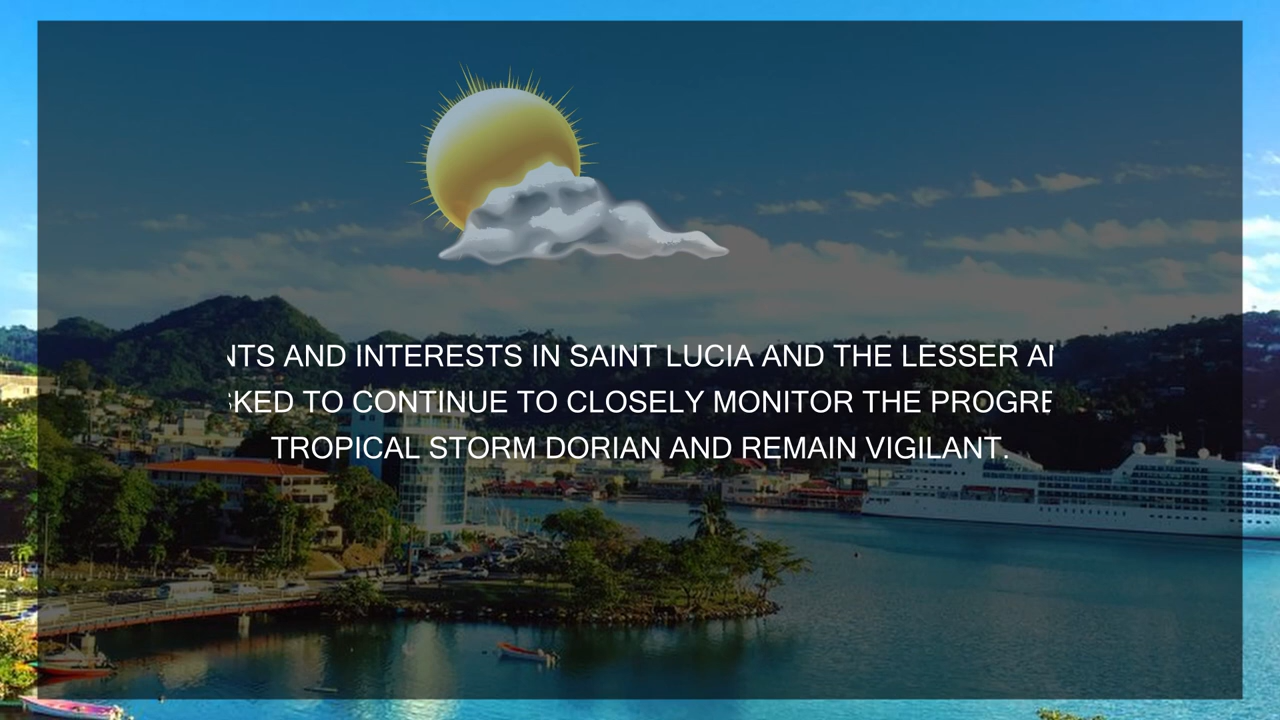 NTS AND INTERESTS IN SAINT LUCIA AND THE LESSER AN
KED TO CONTINUE TO CLOSELY MONITOR THE PROGRE
TROPICAL STORM DORIAN AND REMAIN VIGILANT.